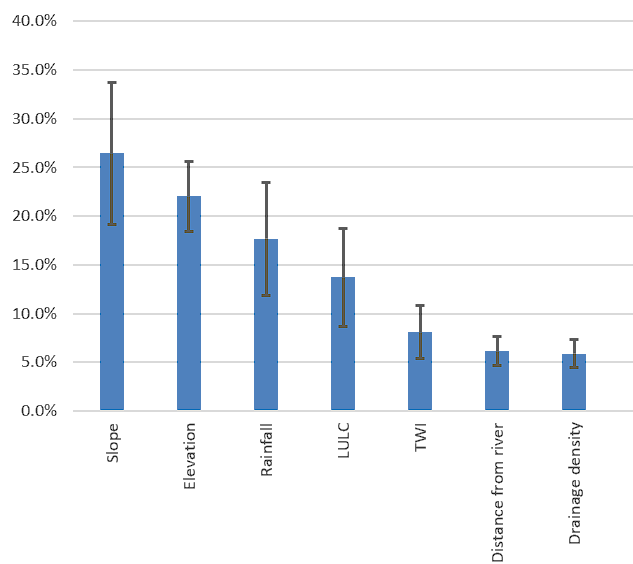 40.0%
35.0%
30.0%
25.0%
20.0%
15.0%
10.0%
5.0%
0.0%
Slope
Elevation
Rainfall
LULC
TWI
Distance from river
Drainage density